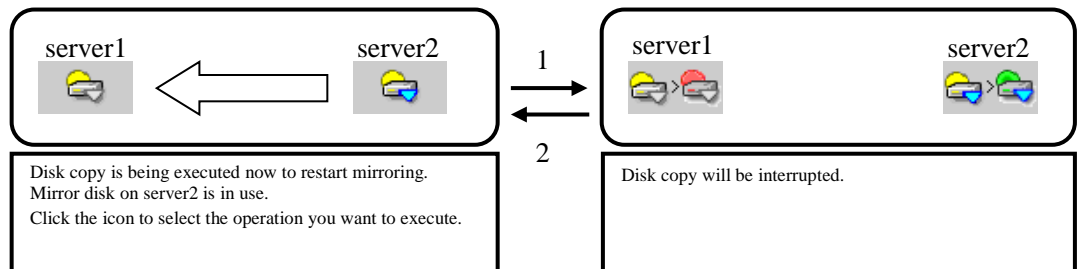 server1
server2
1
2
server1
server2
>
>
Disk copy is being executed now to restart mirroring.
Mirror disk on server2 is in use.
Click the icon to select the operation you want to execute.
Disk copy will be interrupted.